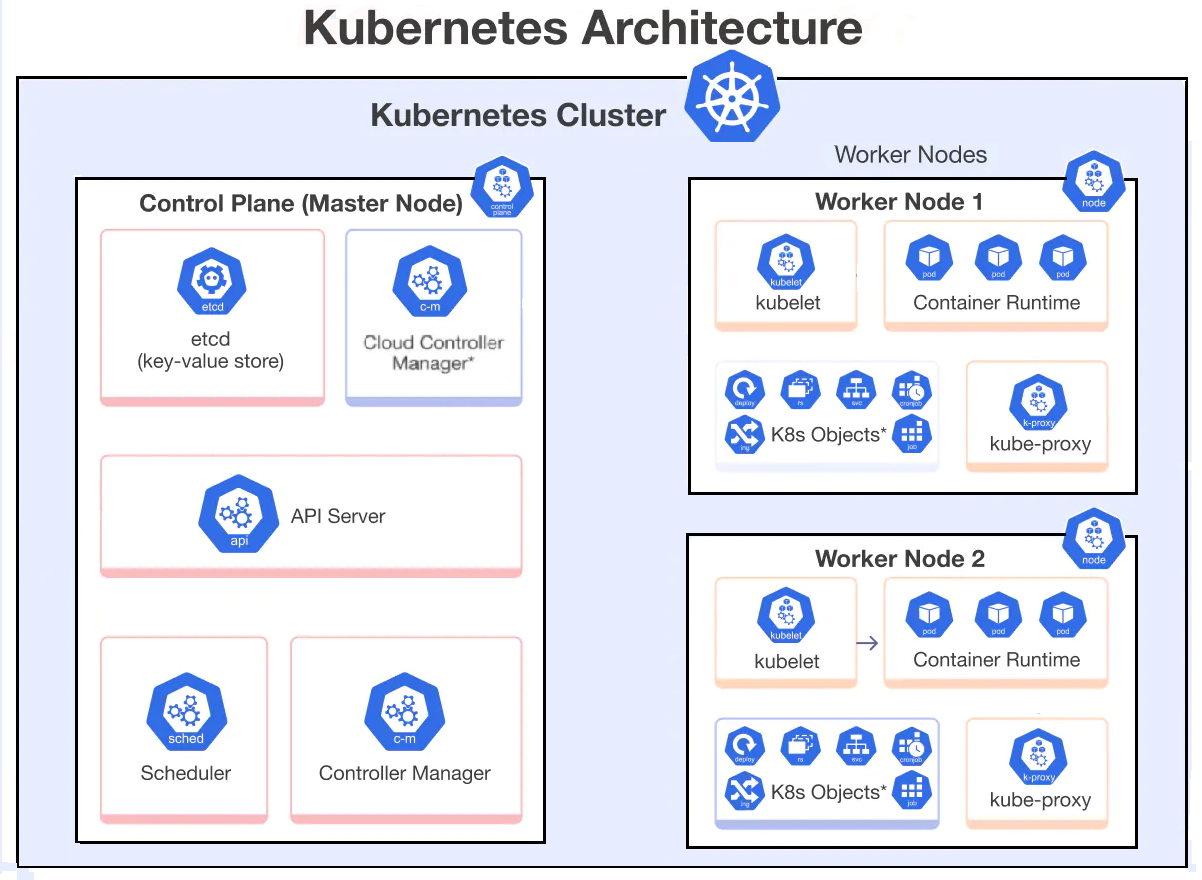 Kubernetes Architecture
Kubernetes Cluster
Control Plane (Master Node)
control
plane
etcd
etcd
(key-value store)
c-m
Cloud Controller
Manager*
api
API Server
sched
Scheduler
c-m
Controller Manager
Worker Nodes
Worker Node 1
node
kubelet
kubelet
pod pod pod
Container Runtime
deploy rs svc cronjob
ing K8s Objects* job
k-proxy
kube-proxy
Worker Node 2
node
kubelet
kubelet
pod pod pod
Container Runtime
deploy rs svc cronjob
ing K8s Objects* job
k-proxy
kube-proxy